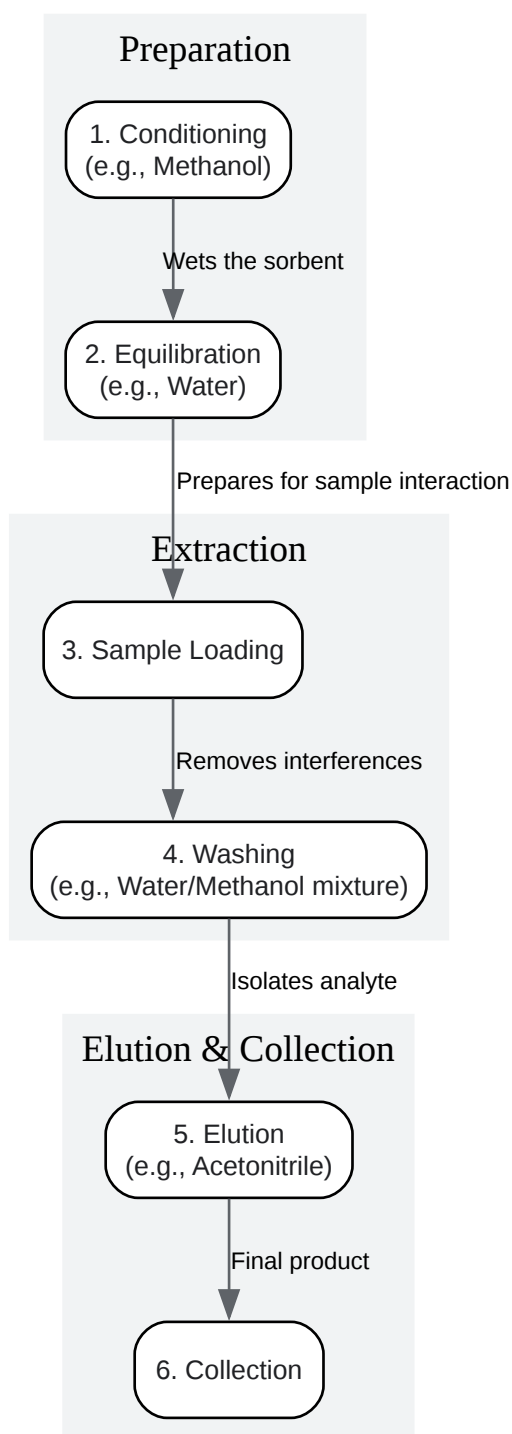 Preparation
1. Conditioning
(e.g., Methanol)
Wets the sorbent
2. Equilibration
(e.g., Water)
Prepares for sample interaction
Extraction
3. Sample Loading
Removes interferences
4. Washing
(e.g., Water/Methanol mixture)
Isolates analyte
Elution & Collection
5. Elution
(e.g., Acetonitrile)
Final product
6. Collection